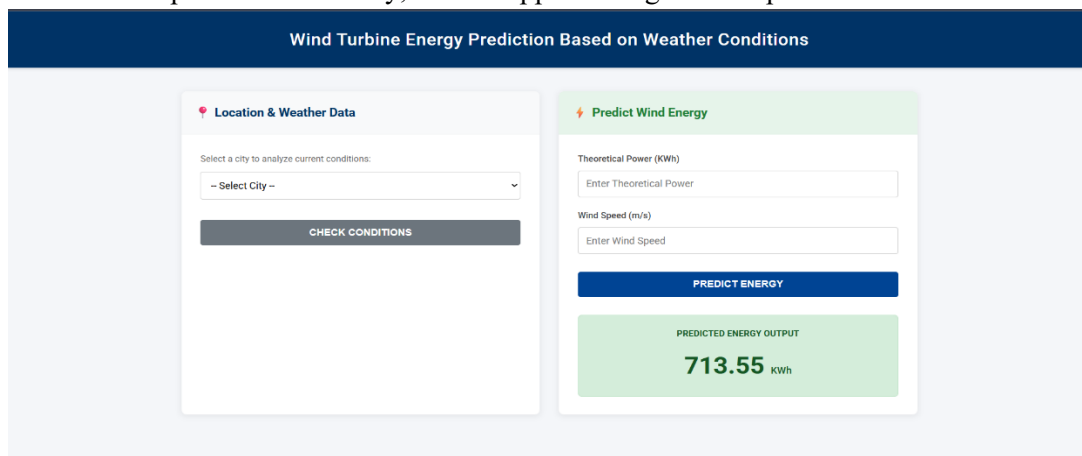 Wind Turbine Energy Prediction Based on Weather Conditions
Location & Weather Data
Select a city to analyze current conditions:
-- Select City --
CHECK CONDITIONS
Predict Wind Energy
Theoretical Power (KWh)
Enter Theoretical Power
Wind Speed (m/s)
Enter Wind Speed
PREDICT ENERGY
PREDICTED ENERGY OUTPUT
713.55 KWh